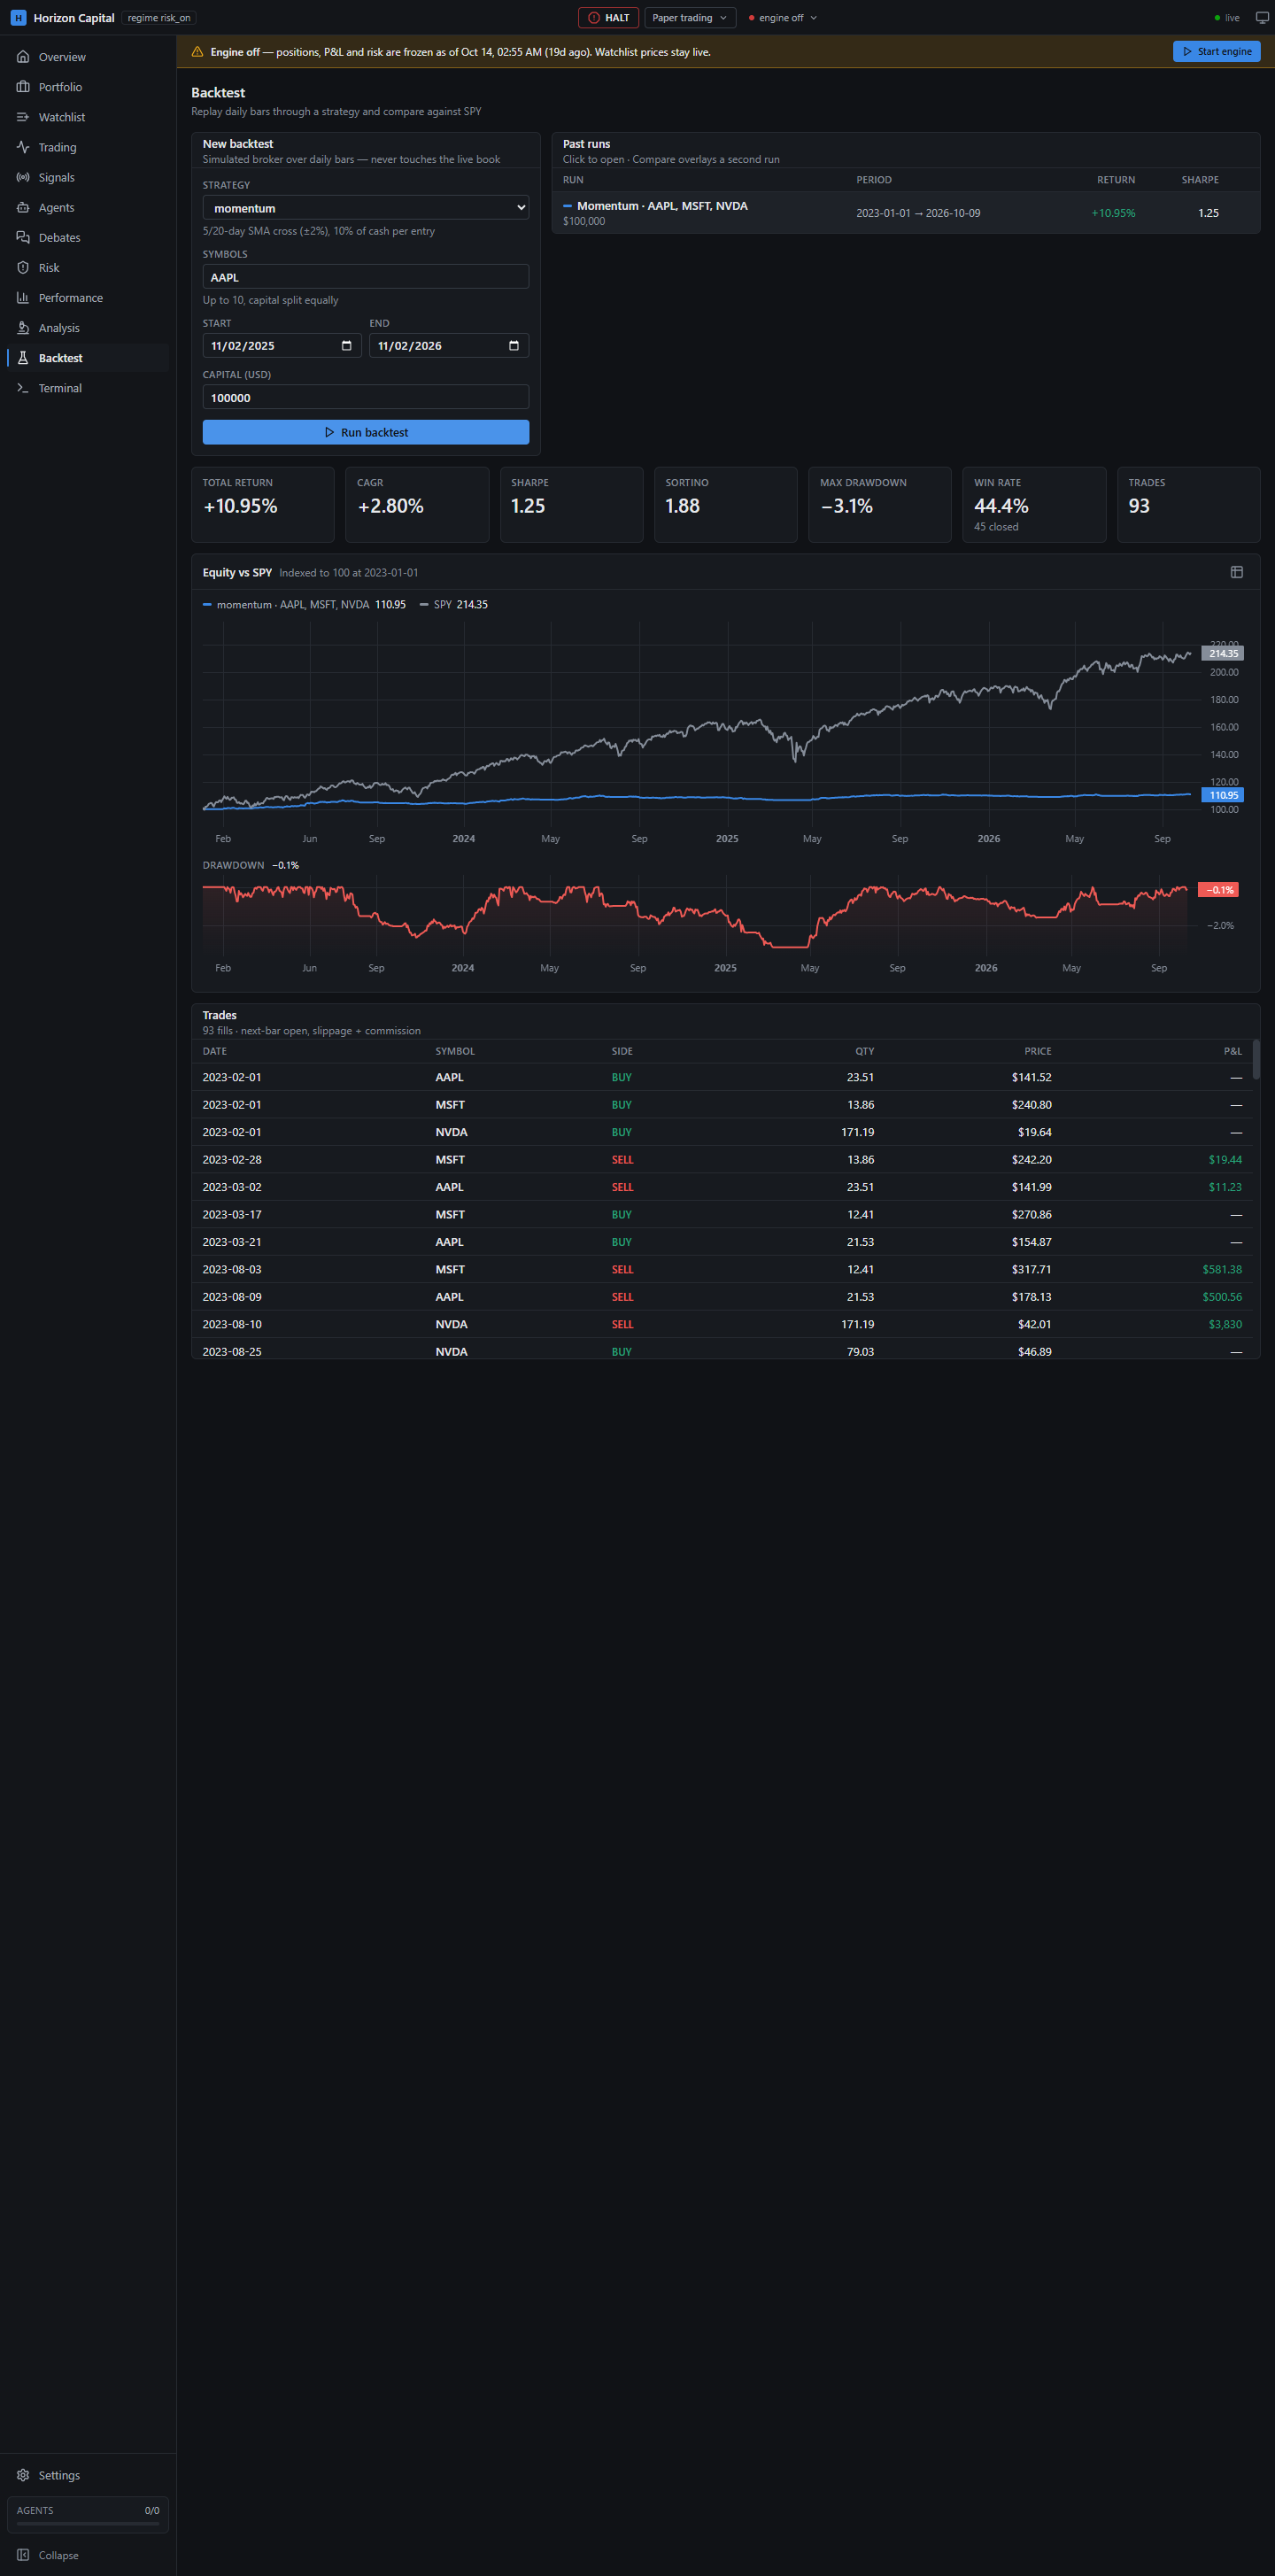 H Horizon Capital regime risk_on HALT Paper trading engine off live
Engine off — positions, P&L and risk are frozen as of Oct 14, 02:55 AM (19d ago). Watchlist prices stay live. Start engine
Overview
Portfolio
Watchlist
Trading
Signals
Agents
Debates
Risk
Performance
Analysis
Backtest
Terminal
Backtest
Replay daily bars through a strategy and compare against SPY
New backtest
Simulated broker over daily bars — never touches the live book
STRATEGY
momentum
5/20-day SMA cross (±2%), 10% of cash per entry
SYMBOLS
AAPL
Up to 10, capital split equally
START END
11/02/2025 11/02/2026
CAPITAL (USD)
100000
Run backtest
Past runs
Click to open · Compare overlays a second run
RUN PERIOD RETURN SHARPE
Momentum · AAPL, MSFT, NVDA 2023-01-01 → 2026-10-09 +10.95% 1.25
$100,000
TOTAL RETURN CAGR SHARPE SORTINO MAX DRAWDOWN WIN RATE TRADES
+10.95% +2.80% 1.25 1.88 −3.1% 44.4% 93
45 closed
Equity vs SPY Indexed to 100 at 2023-01-01
momentum · AAPL, MSFT, NVDA 110.95 SPY 214.35
220.00
214.35
200.00
180.00
160.00
140.00
120.00
110.95
100.00
Feb Jun Sep 2024 May Sep 2025 May Sep 2026 May Sep
DRAWDOWN −0.1%
−0.1%
−2.0%
Feb Jun Sep 2024 May Sep 2025 May Sep 2026 May Sep
Trades
93 fills · next-bar open, slippage + commission
DATE SYMBOL SIDE QTY PRICE P&L
2023-02-01 AAPL BUY 23.51 $141.52 —
2023-02-01 MSFT BUY 13.86 $240.80 —
2023-02-01 NVDA BUY 171.19 $19.64 —
2023-02-28 MSFT SELL 13.86 $242.20 $19.44
2023-03-02 AAPL SELL 23.51 $141.99 $11.23
2023-03-17 MSFT BUY 12.41 $270.86 —
2023-03-21 AAPL BUY 21.53 $154.87 —
2023-08-03 MSFT SELL 12.41 $317.71 $581.38
2023-08-09 AAPL SELL 21.53 $178.13 $500.56
2023-08-10 NVDA SELL 171.19 $42.01 $3,830
2023-08-25 NVDA BUY 79.03 $46.89 —
Settings
AGENTS 0/0
Collapse